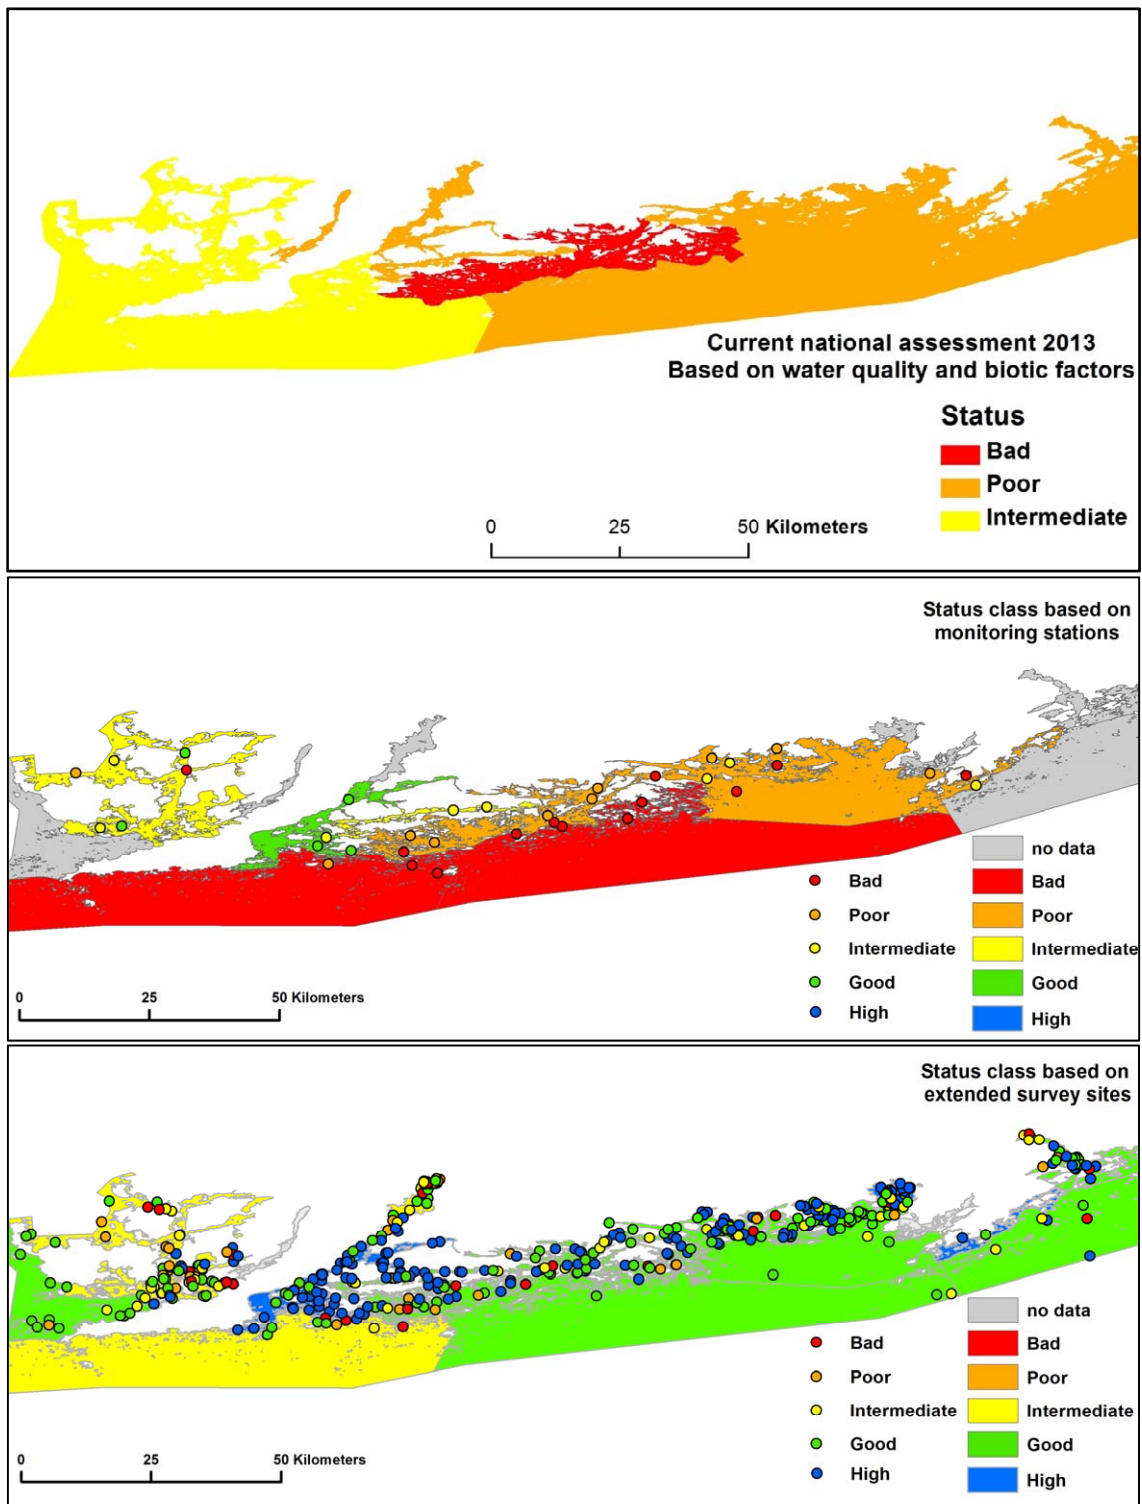 Current national assessment 2013
Based on water quality and biotic factors
Status
Bad
Poor
Intermediate
0 25 50 Kilometers
Status class based on
monitoring stations
no data
Bad Bad
Poor Poor
Intermediate Intermediate
Good Good
High High
0 25 50 Kilometers
Status class based on
extended survey sites
no data
Bad Bad
Poor Poor
Intermediate Intermediate
Good Good
High High
0 25 50 Kilometers